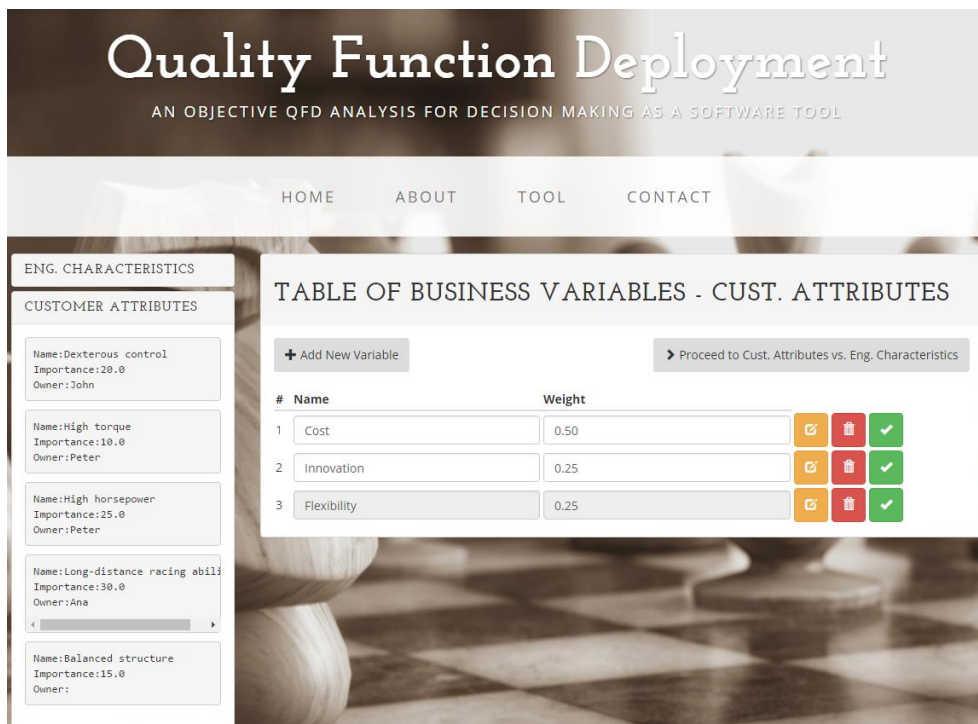 Quality Function Deployment
AN OBJECTIVE QFD ANALYSIS FOR DECISION MAKING AS A SOFTWARE TOOL
HOME ABOUT TOOL CONTACT
ENG. CHARACTERISTICS
CUSTOMER ATTRIBUTES
Name:Dexterous control
Importance:20.0
Owner:John
Name:High torque
Importance:10.0
Owner:Peter
Name:High horsepower
Importance:25.0
Owner:Peter
Name:Long-distance racing abili
Importance:30.0
Owner:Ana
Name:Balanced structure
Importance:15.0
Owner:
TABLE OF BUSINESS VARIABLES - CUST. ATTRIBUTES
Add New Variable
Proceed to Cust. Attributes vs. Eng. Characteristics
# Name Weight
1 Cost 0.50
2 Innovation 0.25
3 Flexibility 0.25